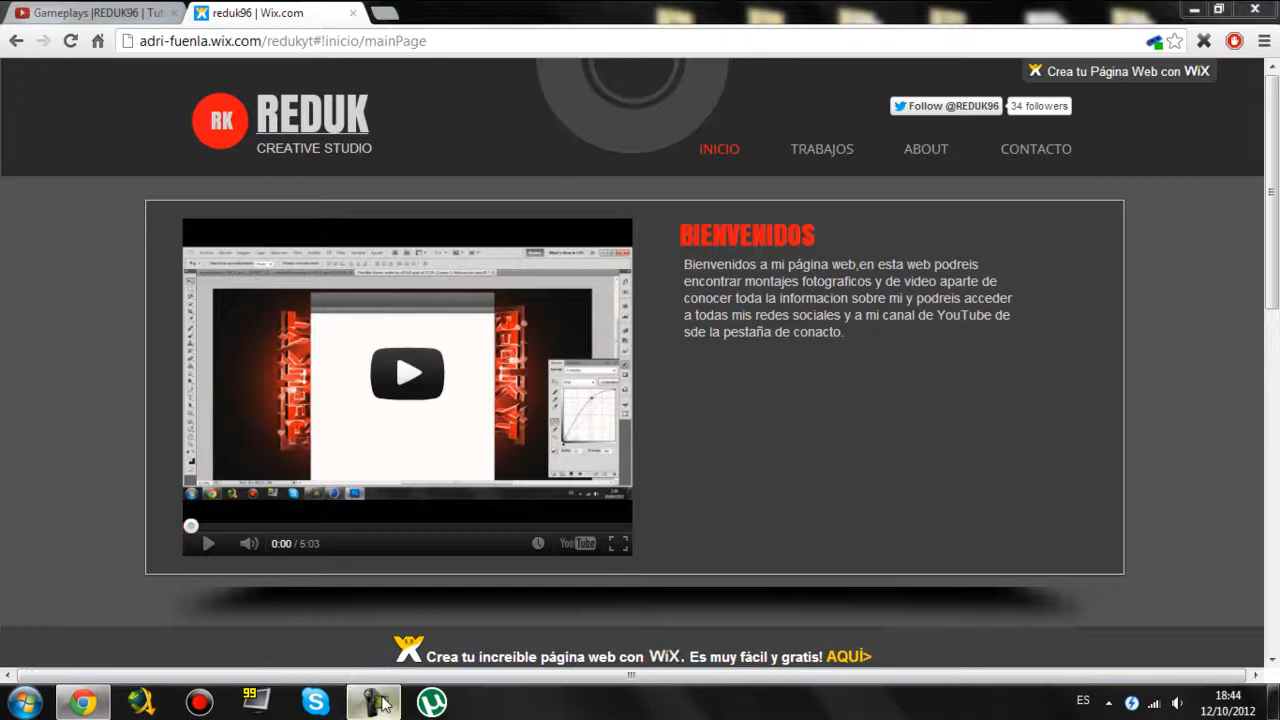 Gameplays |REDUK96 | Tut
reduk96 | Wix.com
adri-fuenla.wix.com/redukyt#!inicio/mainPage
Crea tu Página Web con WiX
RK
REDUK
CREATIVE STUDIO
Follow @REDUK96
34 followers
INICIO
TRABAJOS
ABOUT
CONTACTO
BIENVENIDOS
Bienvenidos a mi página web,en esta web podreis
encontrar montajes fotograficos y de video aparte de
conocer toda la informacion sobre mi y podreis acceder
a todas mis redes sociales y a mi canal de YouTube de
sde la pestaña de conacto.
0:00 / 5:03
YouTube
Crea tu increible página web con WiX. Es muy fácil y gratis! AQUÍ>
99
ES
18:44
12/10/2012